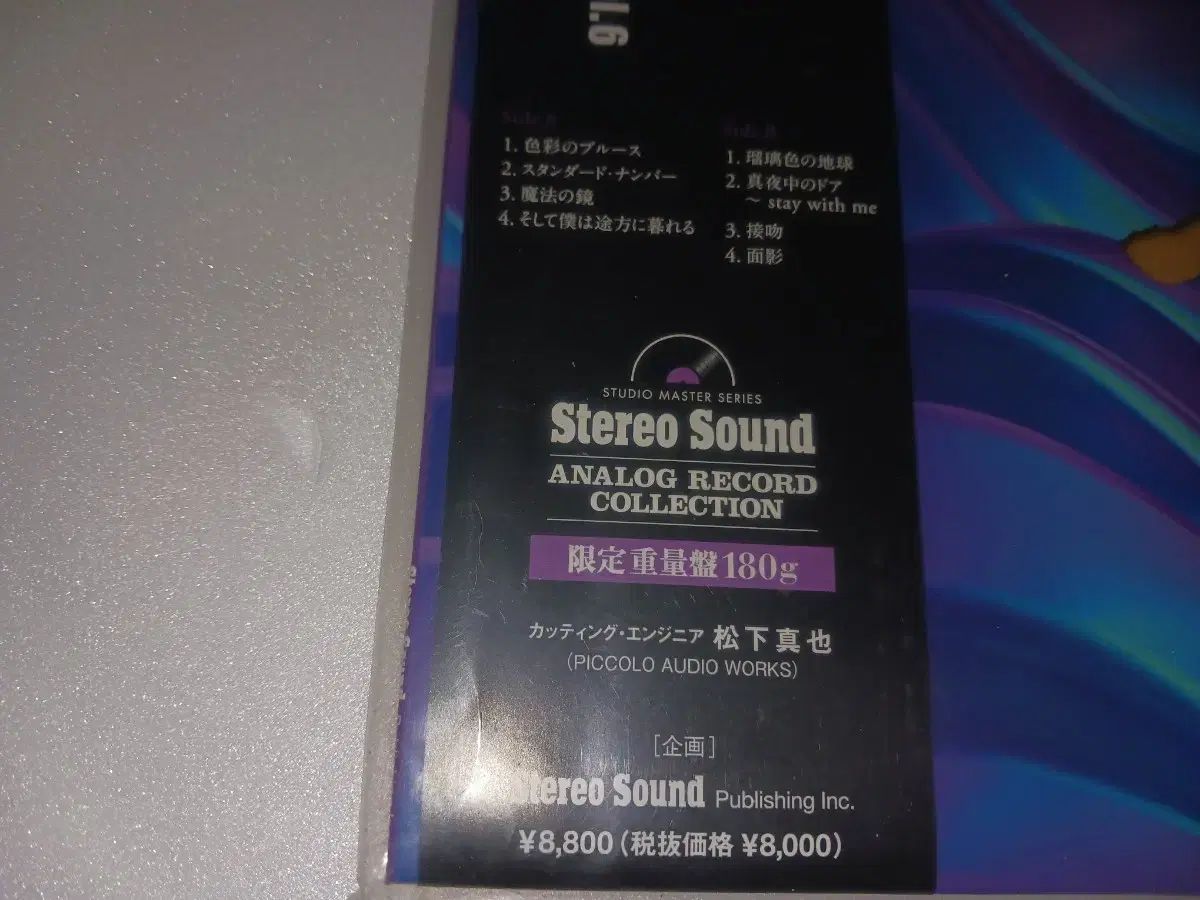 l.6
Side A
1. 色彩のブルース
2. スタンダード・ナンバー
3. 魔法の鏡
4. そして僕は途方に暮れる
Side B
1. 瑠璃色の地球
2. 真夜中のドア
〜 stay with me
3. 接吻
4. 面影
STUDIO MASTER SERIES
Stereo Sound
ANALOG RECORD
COLLECTION
限定重量盤180g
カッティング・エンジニア 松下真也
(PICCOLO AUDIO WORKS)
[企画]
Stereo Sound Publishing Inc.
¥8,800(税抜価格 ¥8,000)